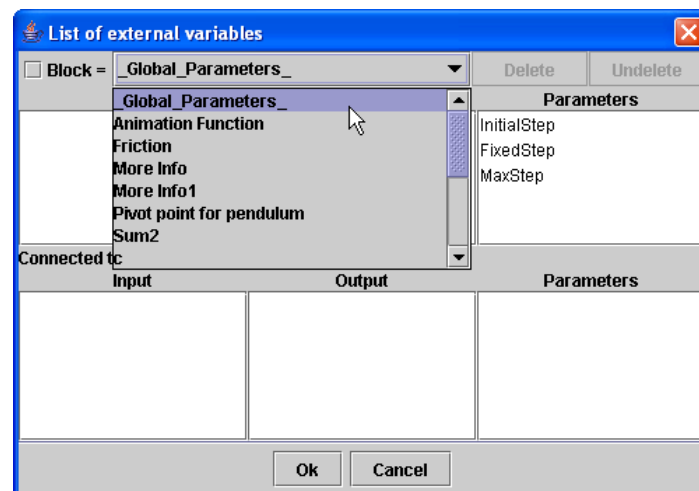 List of external variables
Block = _Global_Parameters_ Delete Undelete
_Global_Parameters_ Parameters
Animation Function InitialStep
Friction FixedStep
More Info MaxStep
More Info1
Pivot point for pendulum
Sum2
Connected tc
Input Output Parameters
Ok Cancel